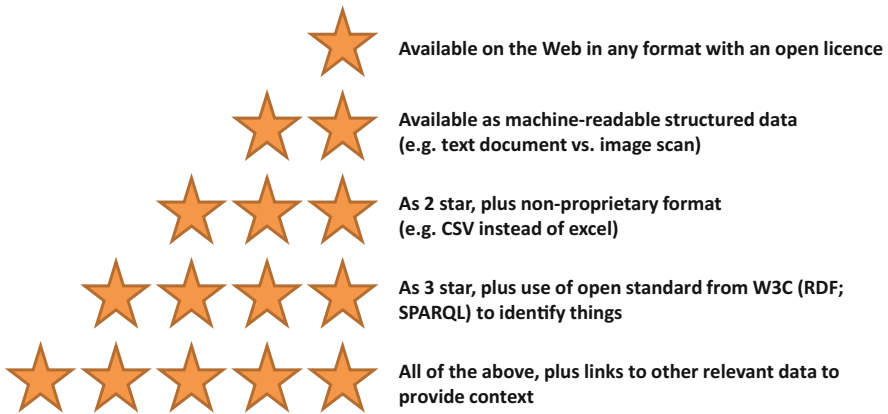 Available on the Web in any format with an open licence
Available as machine-readable structured data
(e.g. text document vs. image scan)
As 2 star, plus non-proprietary format
(e.g. CSV instead of excel)
As 3 star, plus use of open standard from W3C (RDF;
SPARQL) to identify things
All of the above, plus links to other relevant data to
provide context